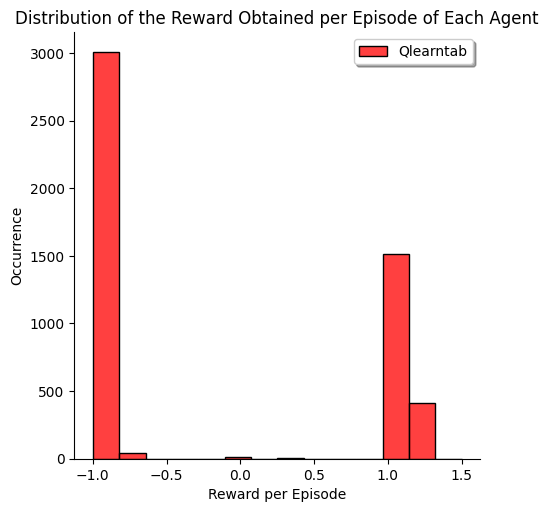 Distribution of the Reward Obtained per Episode of Each Agent
Qlearntab
3000
2500
2000
1500
1000
500
0
Occurrence
−1.0 −0.5 0.0 0.5 1.0 1.5
Reward per Episode